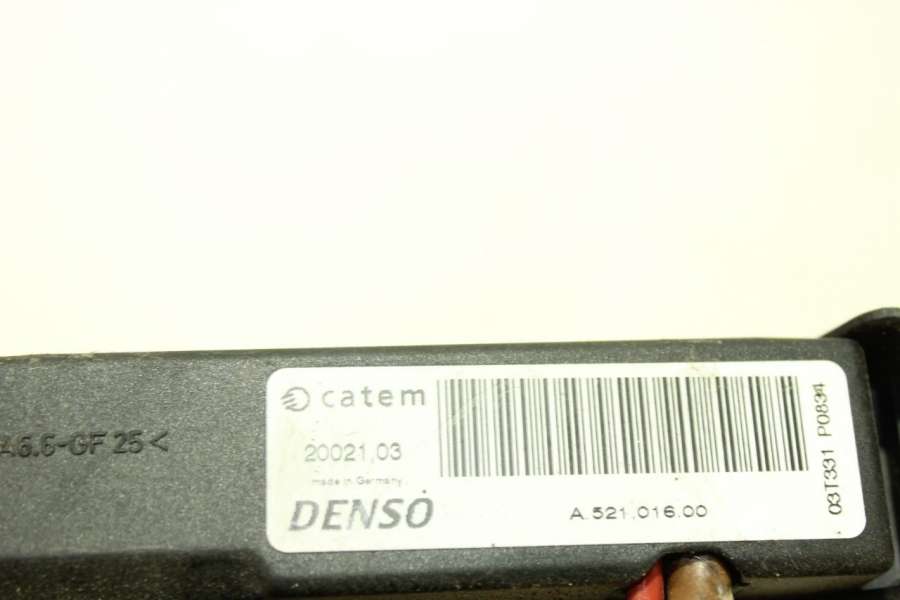 A6.6-GF 25<
catem
20021,03
made in Germany
DENSO
A.521.016.00
03T331 P0834